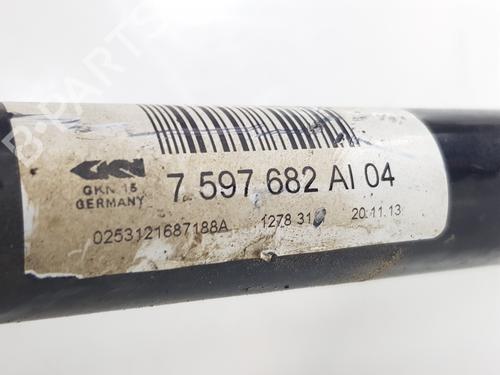 B-PARTS
GKN
GKN 15
GERMANY
7 597 682 AI 04
0253121687188A
1278 31
20.11.13